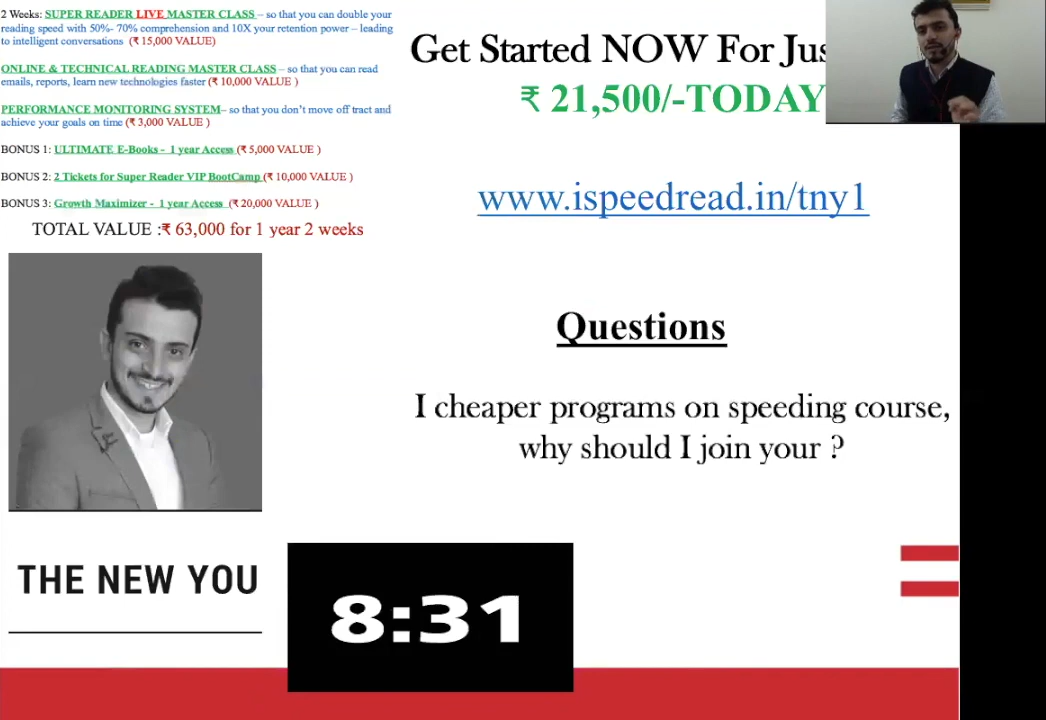 2 Weeks: SUPER READER LIVE MASTER CLASS – so that you can double your
reading speed with 50%- 70% comprehension and 10X your retention power – leading
to intelligent conversations (₹ 15,000 VALUE)
ONLINE & TECHNICAL READING MASTER CLASS – so that you can read
emails, reports, learn new technologies faster (₹ 10,000 VALUE )
PERFORMANCE MONITORING SYSTEM– so that you don't move off tract and
achieve your goals on time (₹ 3,000 VALUE )
BONUS 1: ULTIMATE E-Books - 1 year Access (₹ 5,000 VALUE )
BONUS 2: 2 Tickets for Super Reader VIP BootCamp (₹ 10,000 VALUE )
BONUS 3: Growth Maximizer - 1 year Access (₹ 20,000 VALUE )
TOTAL VALUE :₹ 63,000 for 1 year 2 weeks
Get Started NOW For Jus
₹ 21,500/-TODAY
www.ispeedread.in/tny1
Questions
I cheaper programs on speeding course,
why should I join your ?
THE NEW YOU
8:31